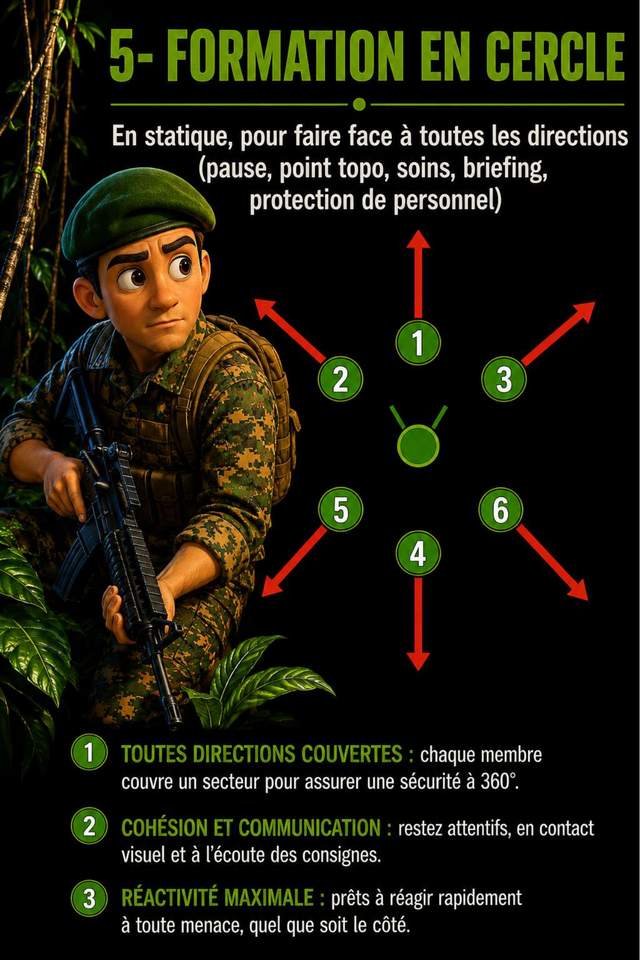 5- FORMATION EN CERCLE
En statique, pour faire face à toutes les directions
(pause, point topo, soins, briefing,
protection de personnel)
1
2
3
5
6
4
1 TOUTES DIRECTIONS COUVERTES : chaque membre
couvre un secteur pour assurer une sécurité à 360°.
2 COHÉSION ET COMMUNICATION : restez attentifs, en contact
visuel et à l'écoute des consignes.
3 RÉACTIVITÉ MAXIMALE : prêts à réagir rapidement
à toute menace, quel que soit le côté.